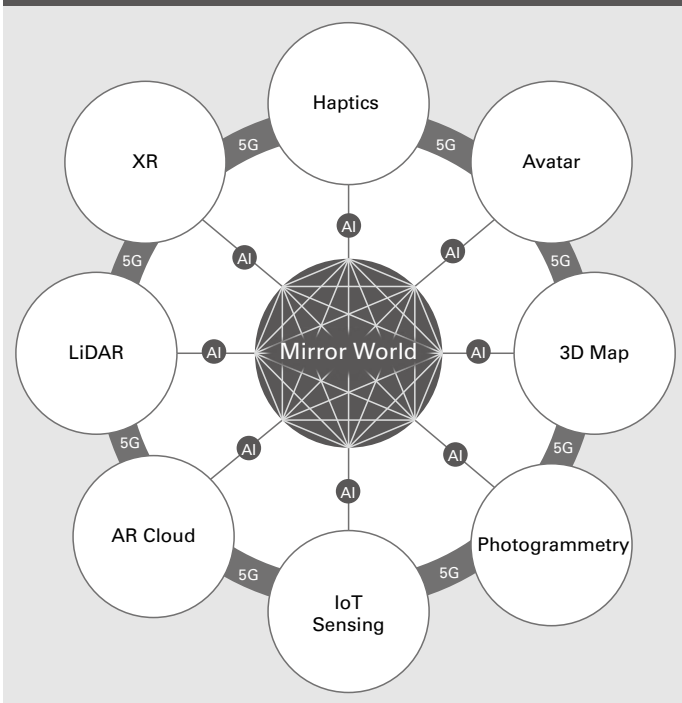 Haptics
5G
5G
XR
Avatar
AI
AI
AI
5G
5G
LiDAR
AI
Mirror World
AI
3D Map
5G
5G
AI
AI
AR Cloud
AI
Photogrammetry
5G
5G
IoT
Sensing